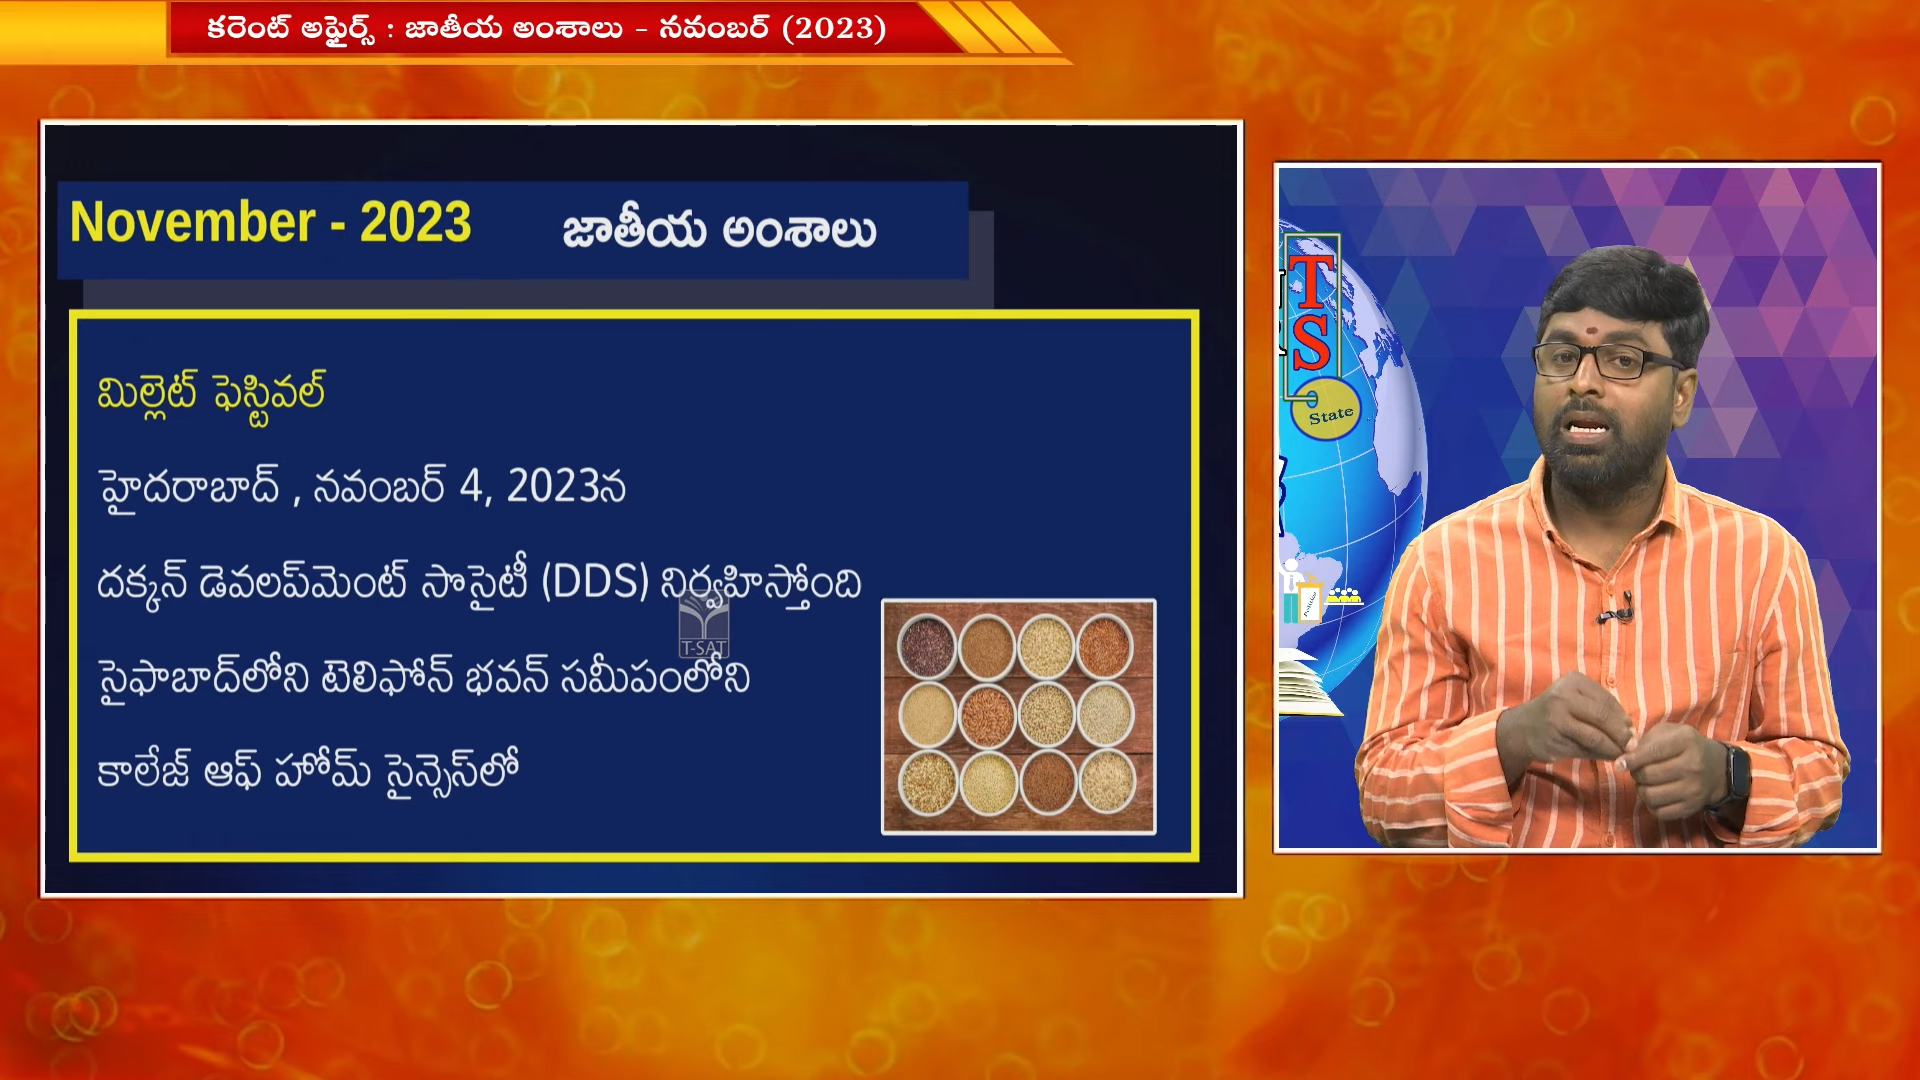 కరెంట్ అఫైర్స్ : జాతీయ అంశాలు - నవంబర్ (2023)
November - 2023 జాతీయ అంశాలు
మిల్లెట్ ఫెస్టివల్
హైదరాబాద్ , నవంబర్ 4, 2023న
దక్కన్ డెవలప్‌మెంట్ సొసైటీ (DDS) నిర్వహిస్తోంది
సైఫాబాద్‌లోని టెలిఫోన్ భవన్ సమీపంలోని
కాలేజ్ ఆఫ్ హోమ్ సైన్సెస్‌లో
T-SAT
TS
State